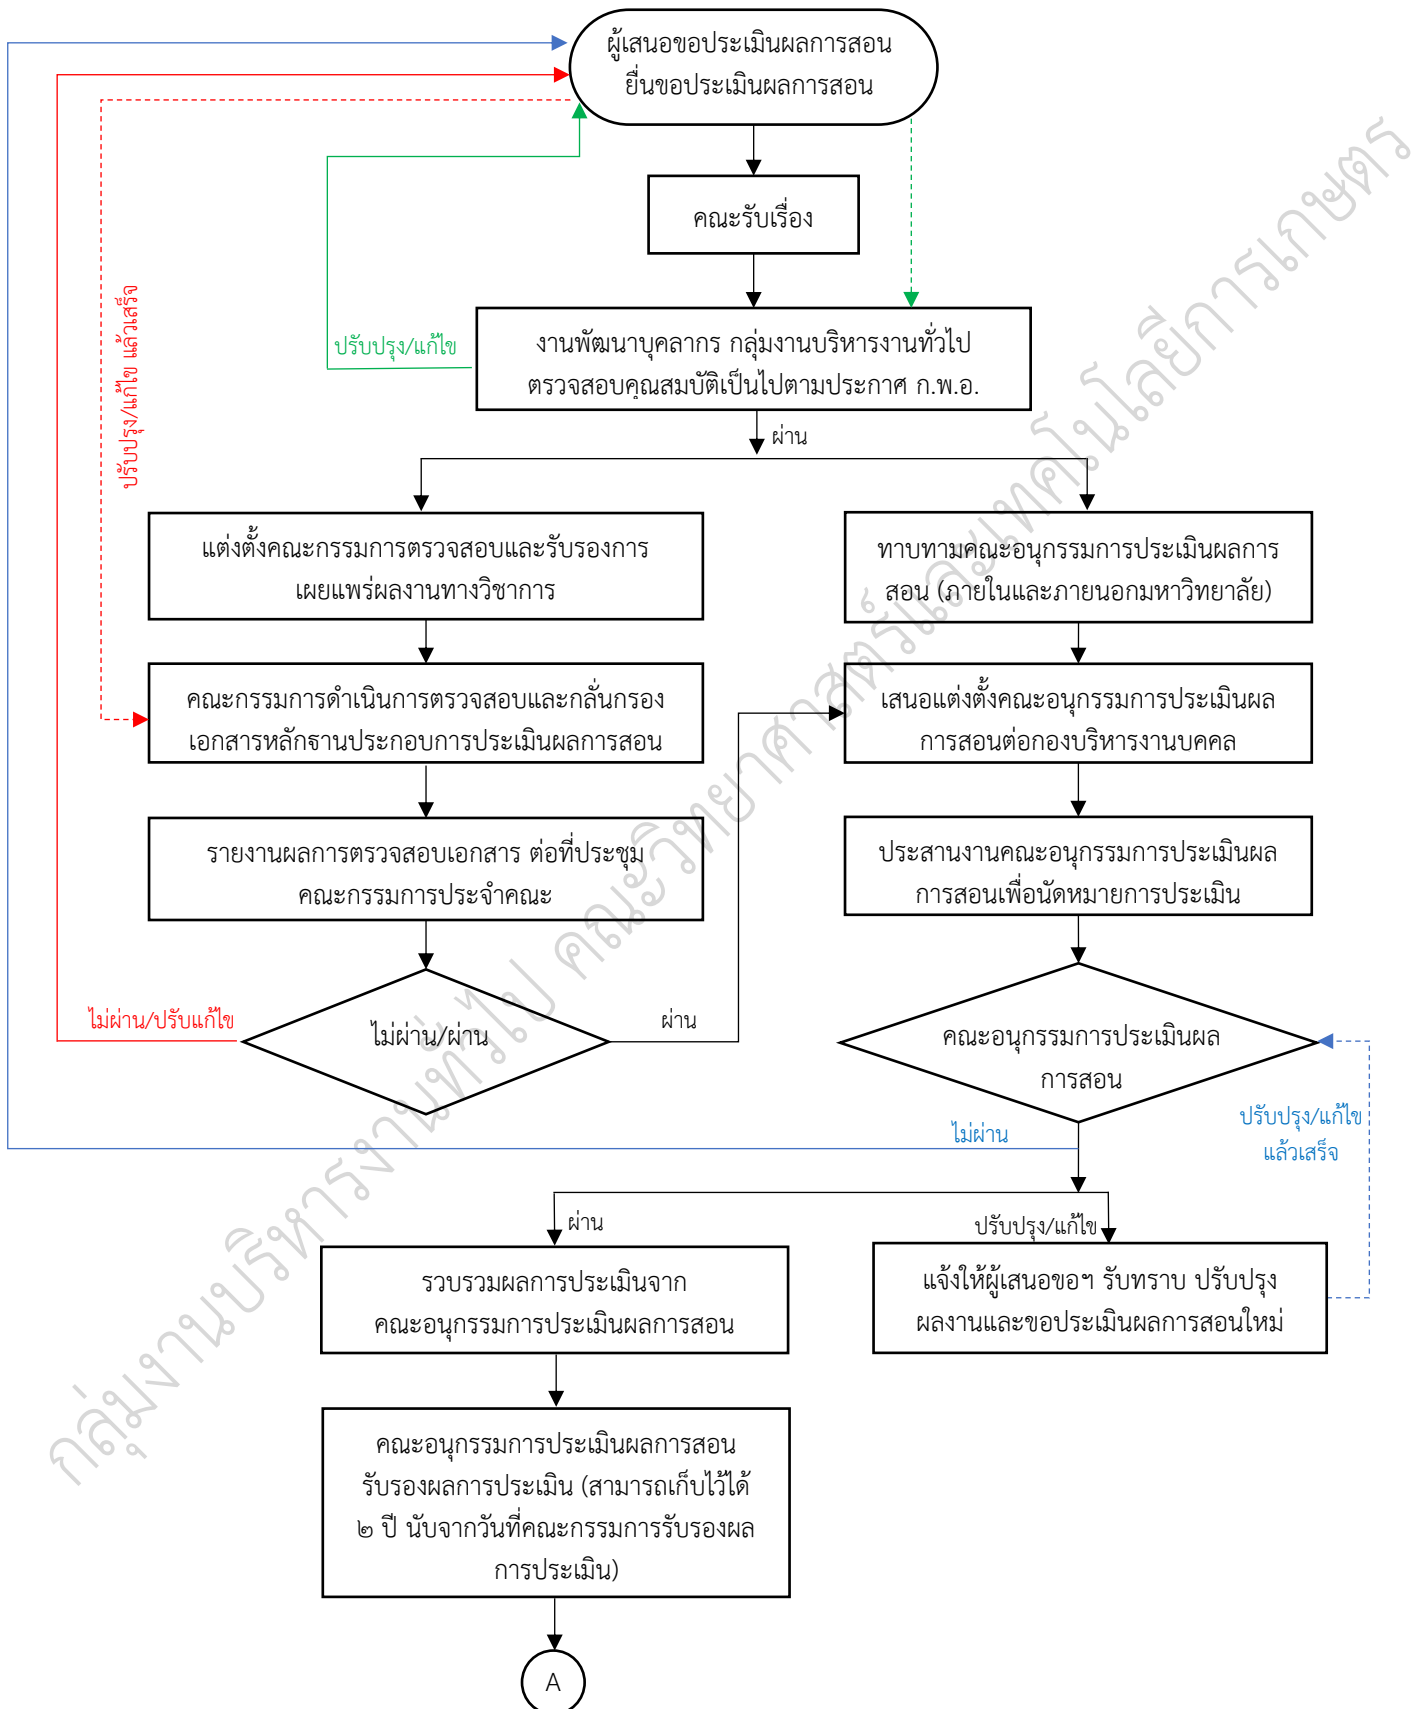 ผู้เสนอขอประเมินผลการสอน
ยื่นขอประเมินผลการสอน
คณะรับเรื่อง
ปรับปรุง/แก้ไข
งานพัฒนาบุคลากร กลุ่มงานบริหารงานทั่วไป
ตรวจสอบคุณสมบัติเป็นไปตามประกาศ ก.พ.อ.
ปรับปรุง/แก้ไข แล้วเสร็จ
ผ่าน
แต่งตั้งคณะกรรมการตรวจสอบและรับรองการ
เผยแพร่ผลงานทางวิชาการ
ทาบทามคณะอนุกรรมการประเมินผลการ
สอน (ภายในและภายนอกมหาวิทยาลัย)
คณะกรรมการดำเนินการตรวจสอบและกลั่นกรอง
เอกสารหลักฐานประกอบการประเมินผลการสอน
เสนอแต่งตั้งคณะอนุกรรมการประเมินผล
การสอนต่อกองบริหารงานบุคคล
รายงานผลการตรวจสอบเอกสาร ต่อที่ประชุม
คณะกรรมการประจำคณะ
ประสานงานคณะอนุกรรมการประเมินผล
การสอนเพื่อนัดหมายการประเมิน
ไม่ผ่าน/ปรับแก้ไข
ไม่ผ่าน/ผ่าน
ผ่าน
คณะอนุกรรมการประเมินผล
การสอน
ไม่ผ่าน
ปรับปรุง/แก้ไข
แล้วเสร็จ
ผ่าน
ปรับปรุง/แก้ไข
รวบรวมผลการประเมินจาก
คณะอนุกรรมการประเมินผลการสอน
แจ้งให้ผู้เสนอขอฯ รับทราบ ปรับปรุง
ผลงานและขอประเมินผลการสอนใหม่
คณะอนุกรรมการประเมินผลการสอน
รับรองผลการประเมิน (สามารถเก็บไว้ได้
๒ ปี นับจากวันที่คณะกรรมการรับรองผล
การประเมิน)
A
กลุ่มงานบริหารงานทั่วไป คณะวิทยาศาสตร์และเทคโนโลยีการเกษตร